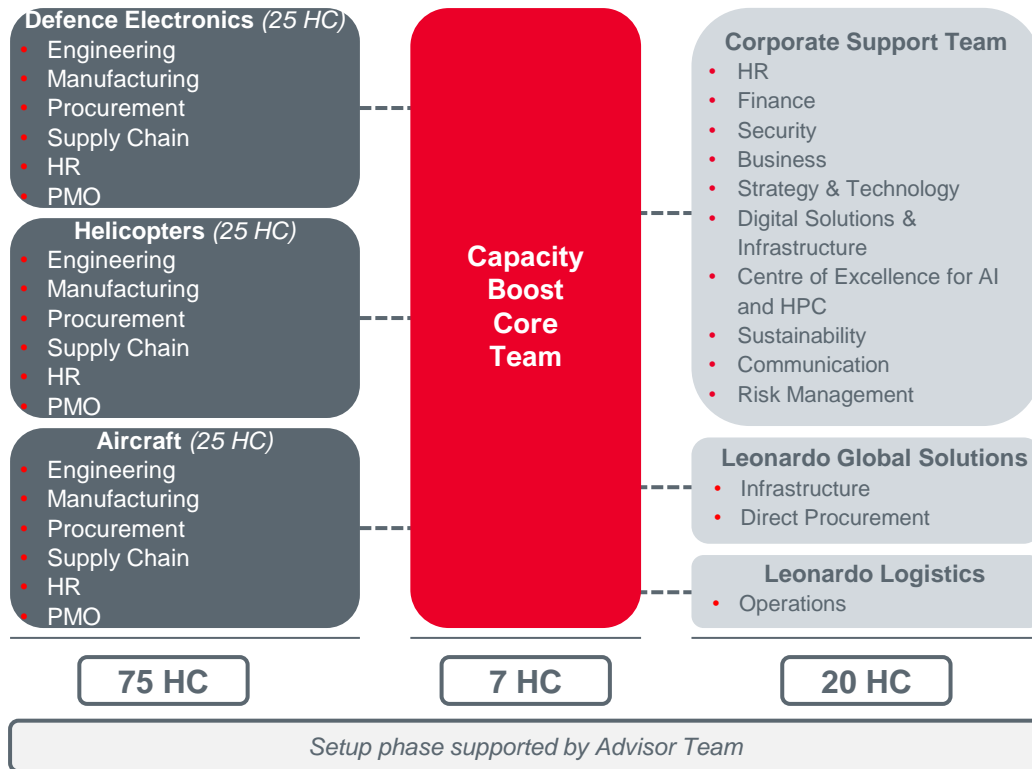 Defence Electronics (25 HC)
• Engineering
• Manufacturing
• Procurement
• Supply Chain
• HR
• PMO
Helicopters (25 HC)
• Engineering
• Manufacturing
• Procurement
• Supply Chain
• HR
• PMO
Aircraft (25 HC)
• Engineering
• Manufacturing
• Procurement
• Supply Chain
• HR
• PMO
75 HC
Capacity
Boost
Core
Team
7 HC
Corporate Support Team
• HR
• Finance
• Security
• Business
• Strategy & Technology
• Digital Solutions &
Infrastructure
• Centre of Excellence for AI
and HPC
• Sustainability
• Communication
• Risk Management
Leonardo Global Solutions
• Infrastructure
• Direct Procurement
Leonardo Logistics
• Operations
20 HC
Setup phase supported by Advisor Team